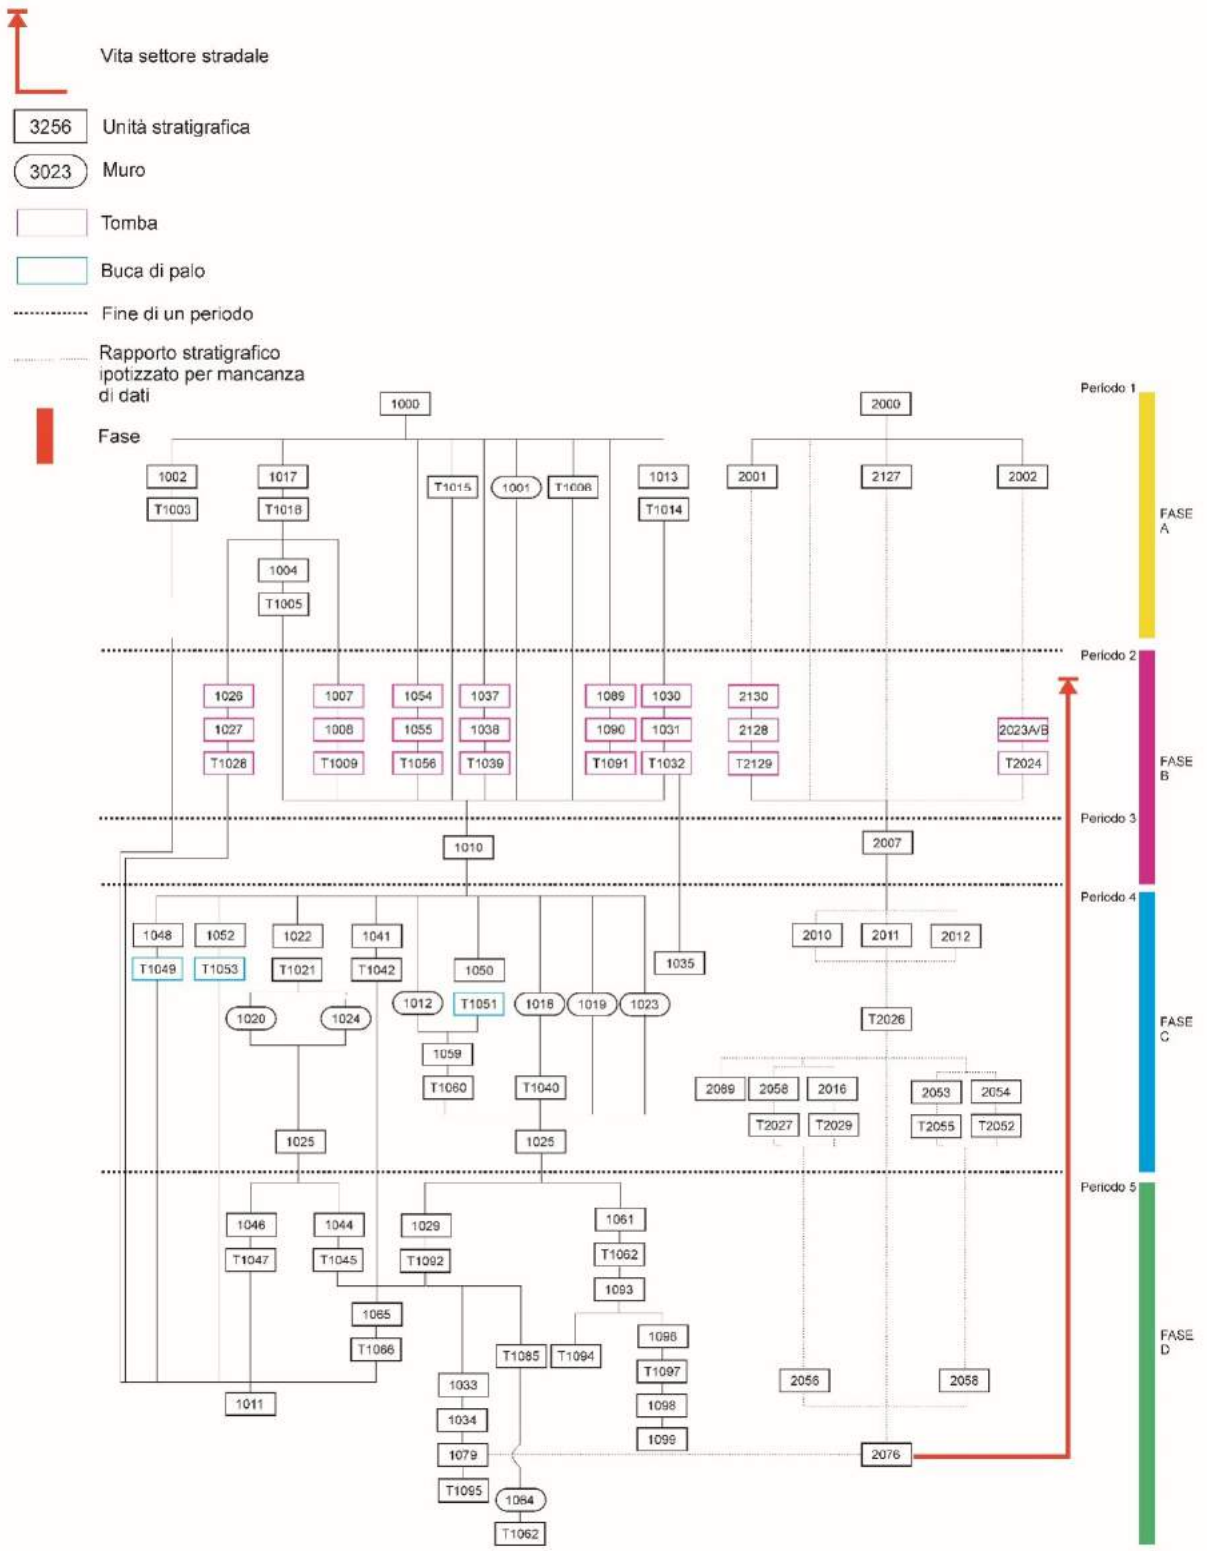 Vita settore stradale
3256 Unità stratigrafica
3023 Muro
Tomba
Buca di palo
Fine di un periodo
Rapporto stratigrafico
ipotizzato per mancanza
di dati
Fase
Periodo 1
1000 2000
1002 1017 T1015 1001 T1006 1013 2001 2127 2002
T1003 T1016 T1014
FASE
A
1004
T1005
Periodo 2
1026 1007 1054 1037 1089 1030 2130
1027 1008 1055 1038 1090 1031 2128 2023A/B
T1028 T1009 T1056 T1039 T1091 T1032 T2129 T2024
FASE
B
Periodo 3
1010 2007
Periodo 4
1048 1052 1022 1041 2010 2011 2012
T1049 T1053 T1021 T1042 1050 1035
1020 1024 1012 T1051 1018 1019 1023 T2026
FASE
C
1059
T1060 T1040 2089 2058 2016 2053 2054
T2027 T2029 T2055 T2052
1025 1025
Periodo 5
1046 1044 1029 1061
T1047 T1045 T1092 T1062
1093
1065 1096
T1066 T1085 T1094 T1097
FASE
D
1033 2056 2058
1011 1034 1098
1099
1079 2076
T1095 1084
T1062